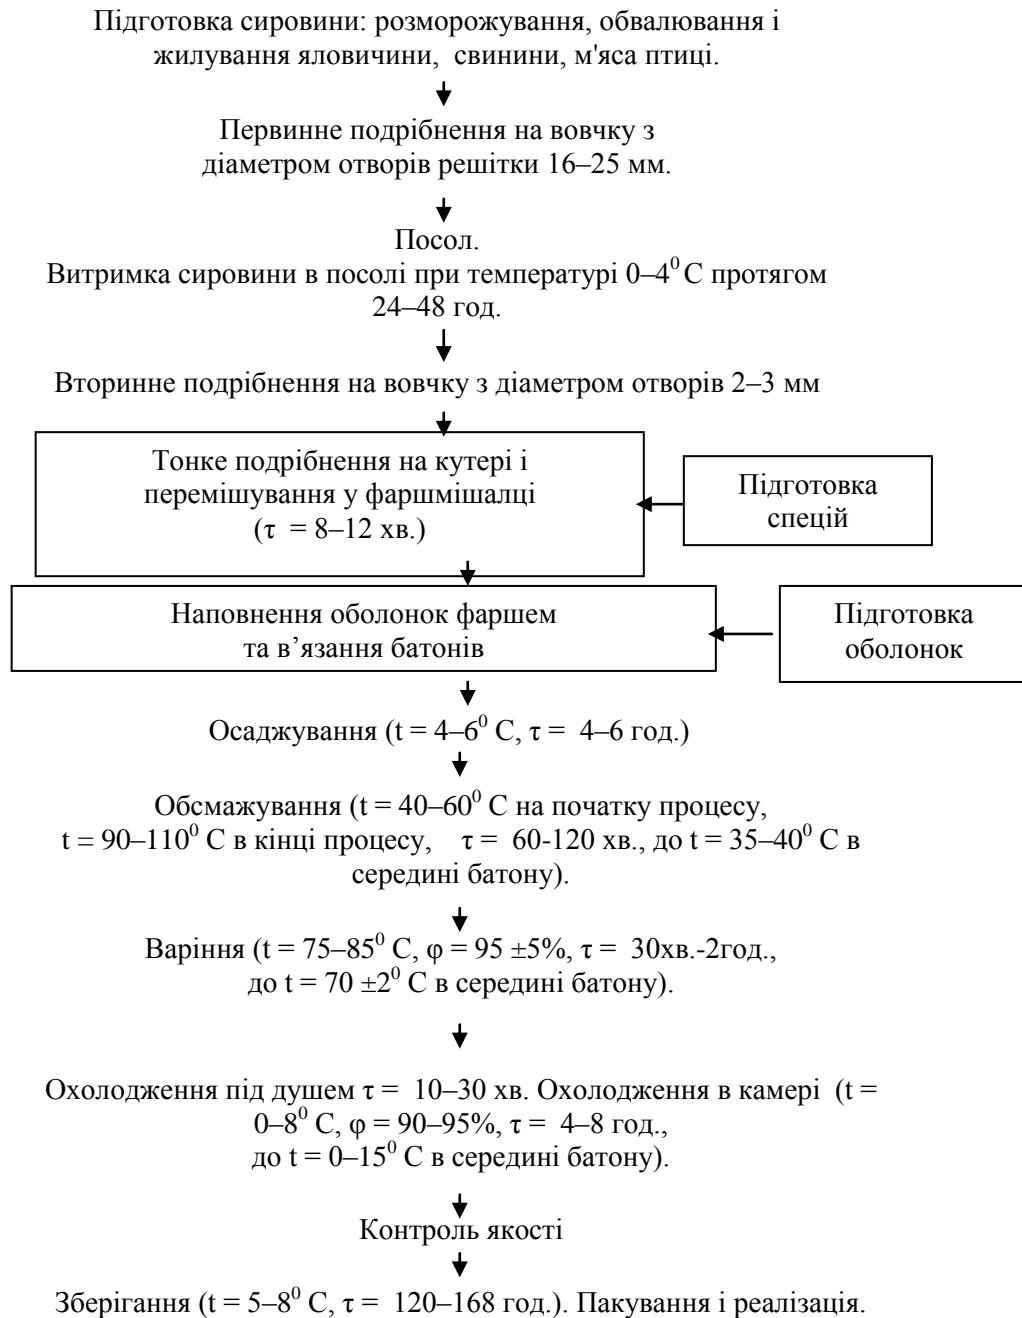 Підготовка сировини: розморожування, обвалювання і
жилування яловичини, свинини, м'яса птиці.
Первинне подрібнення на вовчку з
діаметром отворів решітки 16–25 мм.
Посол.
Витримка сировини в посолі при температурі 0–4⁰ С протягом
24–48 год.
Вторинне подрібнення на вовчку з діаметром отворів 2–3 мм
Тонке подрібнення на кутері і
перемішування у фаршмішалці
(τ = 8–12 хв.)
Підготовка
спецій
Наповнення оболонок фаршем
та в’язання батонів
Підготовка
оболонок
Осаджування (t = 4–6⁰ С, τ = 4–6 год.)
Обсмажування (t = 40–60⁰ С на початку процесу,
t = 90–110⁰ С в кінці процесу, τ = 60-120 хв., до t = 35–40⁰ С в
середині батону).
Варіння (t = 75–85⁰ С, φ = 95 ±5%, τ = 30хв.-2год.,
до t = 70 ±2⁰ С в середині батону).
Охолодження під душем τ = 10–30 хв. Охолодження в камері (t =
0–8⁰ С, φ = 90–95%, τ = 4–8 год.,
до t = 0–15⁰ С в середині батону).
Контроль якості
Зберігання (t = 5–8⁰ С, τ = 120–168 год.). Пакування і реалізація.